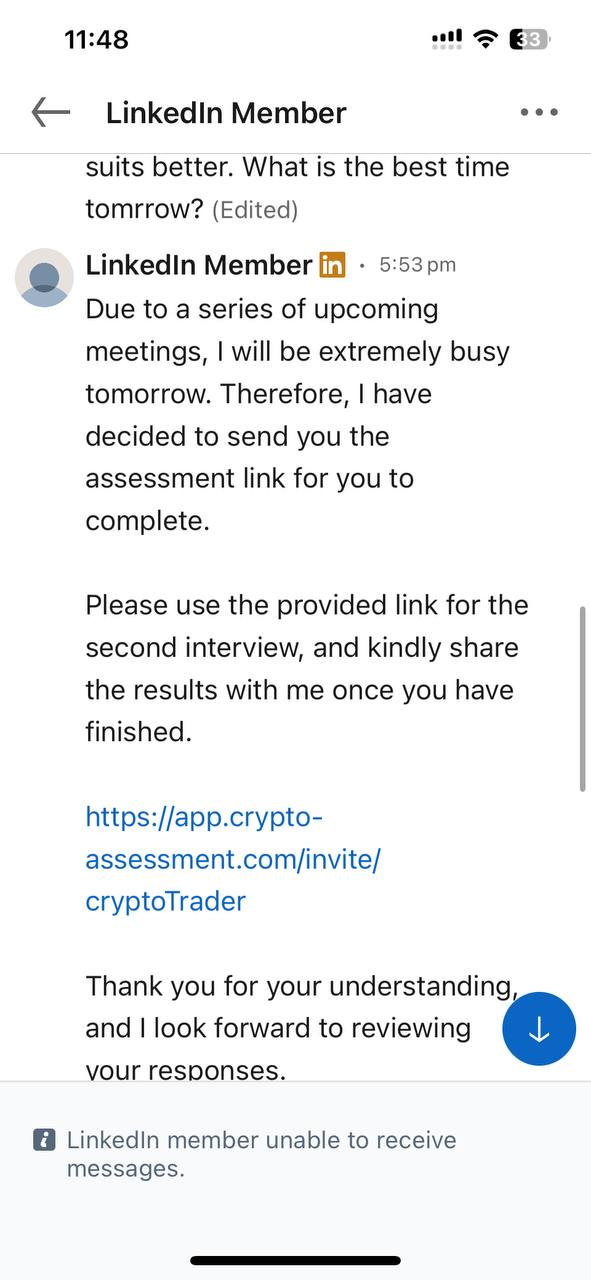 11:48
33
LinkedIn Member
suits better. What is the best time
tomrrow? (Edited)
LinkedIn Member in · 5:53 pm
Due to a series of upcoming
meetings, I will be extremely busy
tomorrow. Therefore, I have
decided to send you the
assessment link for you to
complete.
Please use the provided link for the
second interview, and kindly share
the results with me once you have
finished.
https://app.crypto-
assessment.com/invite/
cryptoTrader
Thank you for your understanding,
and I look forward to reviewing
your responses.
LinkedIn member unable to receive
messages.